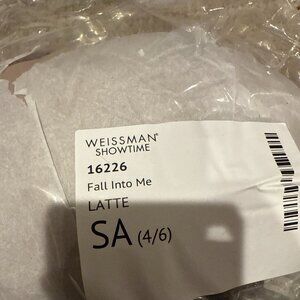 WEISSMAN®
SHOWTIME
16226
Fall Into Me
LATTE
SA (4/6)